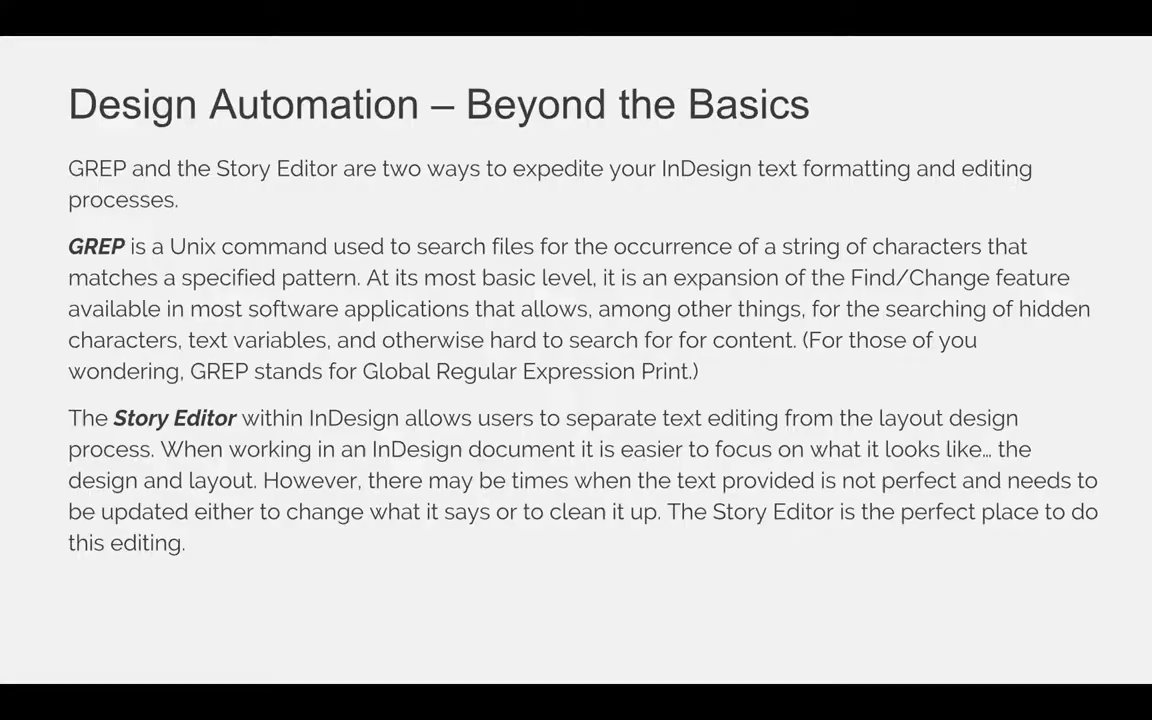 Design Automation – Beyond the Basics
GREP and the Story Editor are two ways to expedite your InDesign text formatting and editing
processes.
GREP is a Unix command used to search files for the occurrence of a string of characters that
matches a specified pattern. At its most basic level, it is an expansion of the Find/Change feature
available in most software applications that allows, among other things, for the searching of hidden
characters, text variables, and otherwise hard to search for for content. (For those of you
wondering, GREP stands for Global Regular Expression Print.)
The Story Editor within InDesign allows users to separate text editing from the layout design
process. When working in an InDesign document it is easier to focus on what it looks like… the
design and layout. However, there may be times when the text provided is not perfect and needs to
be updated either to change what it says or to clean it up. The Story Editor is the perfect place to do
this editing.